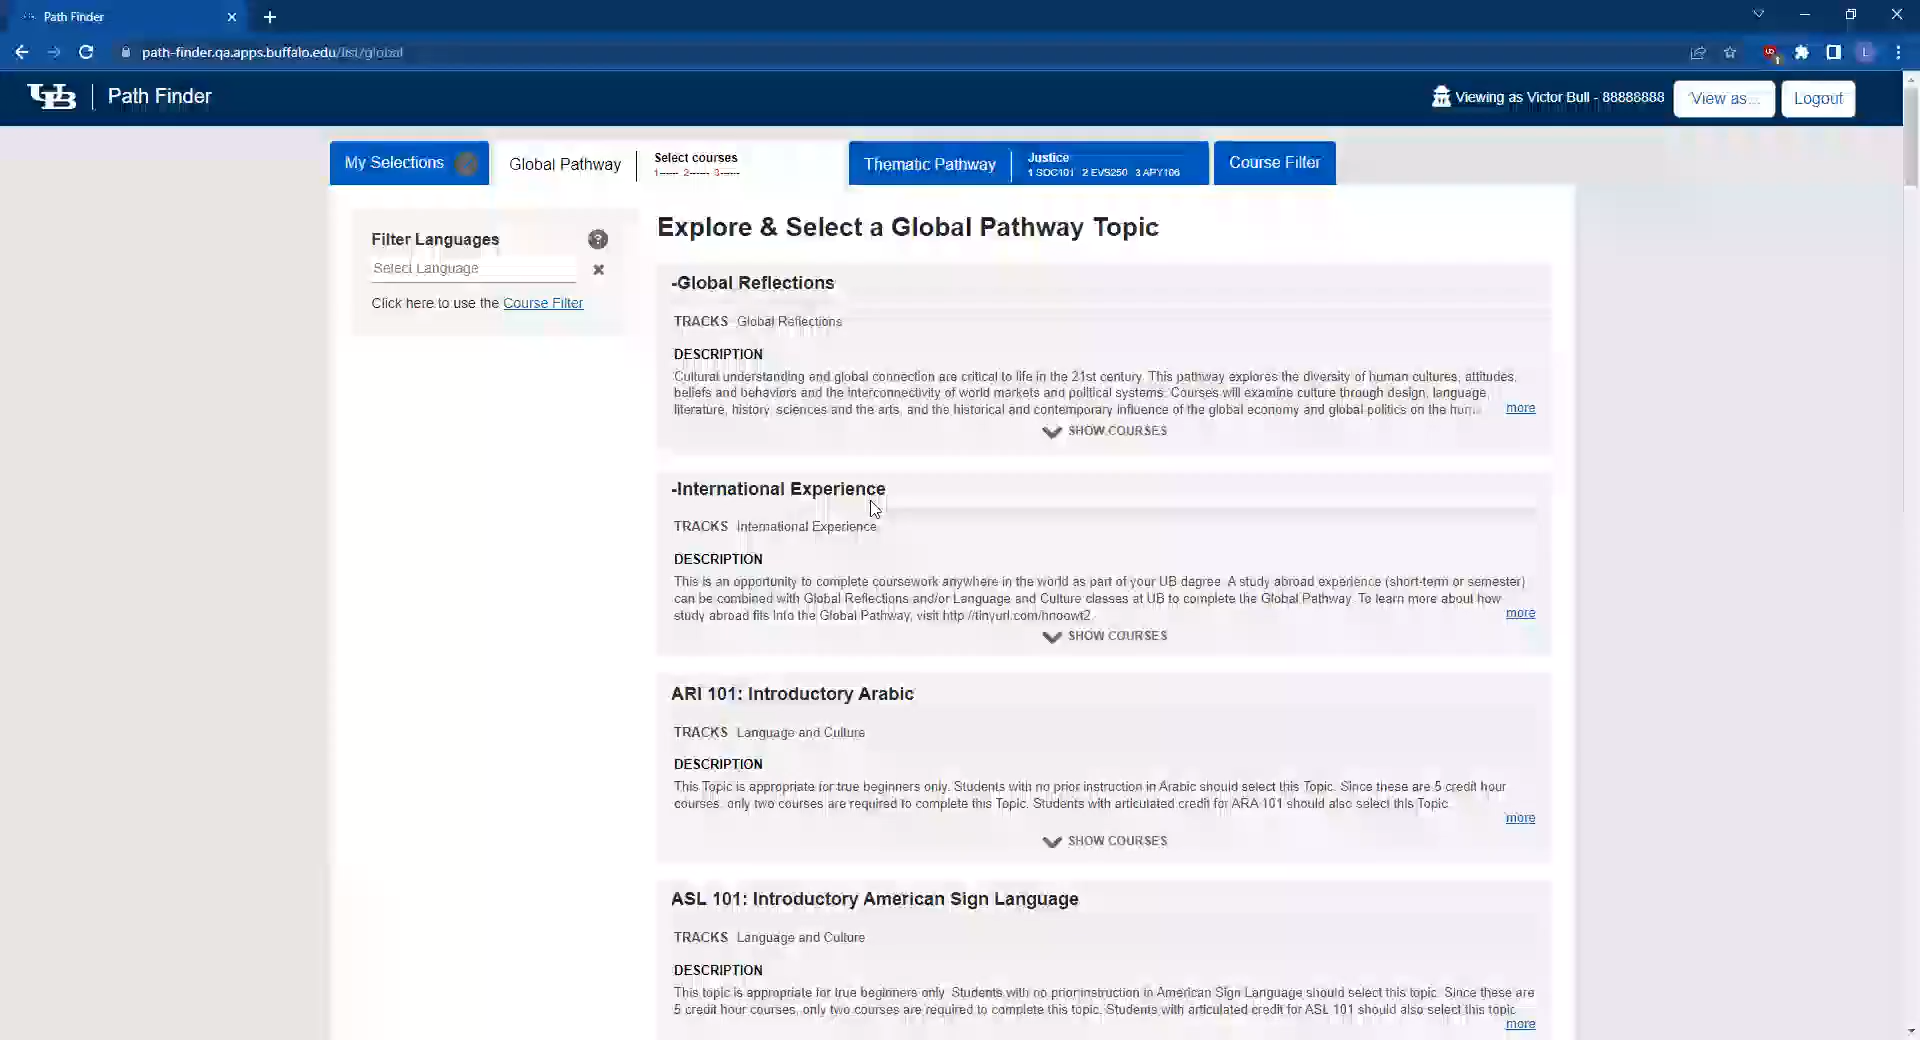 Path Finder
path-finder.qa.apps.buffalo.edu/list/global
UB
Path Finder
Viewing as Victor Bull - 88888888
View as...
Logout
My Selections
Global Pathway
Select courses
1------ 2------ 3------
Thematic Pathway
Justice
1 SOC101 2 EVS250 3 APY106
Course Filter
Filter Languages
?
Select Language
Click here to use the Course Filter
Explore & Select a Global Pathway Topic
-Global Reflections
TRACKS Global Reflections
DESCRIPTION
Cultural understanding and global connection are critical to life in the 21st century. This pathway explores the diversity of human cultures, attitudes,
beliefs and behaviors and the interconnectivity of world markets and political systems. Courses will examine culture through design, language,
literature, history, sciences and the arts, and the historical and contemporary influence of the global economy and global politics on the hum...
more
SHOW COURSES
-International Experience
TRACKS International Experience
DESCRIPTION
This is an opportunity to complete coursework anywhere in the world as part of your UB degree. A study abroad experience (short-term or semester)
can be combined with Global Reflections and/or Language and Culture classes at UB to complete the Global Pathway. To learn more about how
study abroad fits into the Global Pathway, visit
more
SHOW COURSES
ARI 101: Introductory Arabic
TRACKS Language and Culture
DESCRIPTION
This Topic is appropriate for true beginners only. Students with no prior instruction in Arabic should select this Topic. Since these are 5 credit hour
courses, only two courses are required to complete this Topic. Students with articulated credit for ARA 101 should also select this Topic.
more
SHOW COURSES
ASL 101: Introductory American Sign Language
TRACKS Language and Culture
DESCRIPTION
This topic is appropriate for true beginners only. Students with no prior instruction in American Sign Language should select this topic. Since these are
5 credit hour courses, only two courses are required to complete this topic. Students with articulated credit for ASL 101 should also select this topic.
more